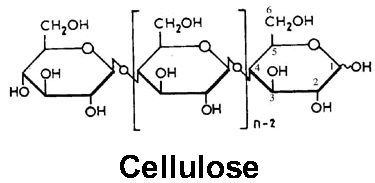 6
CH₂OH CH₂OH CH₂OH
O O 5 O
OH OH O 4 OH 1 OH
HO O 3 2
OH OH OH
n-2
Cellulose